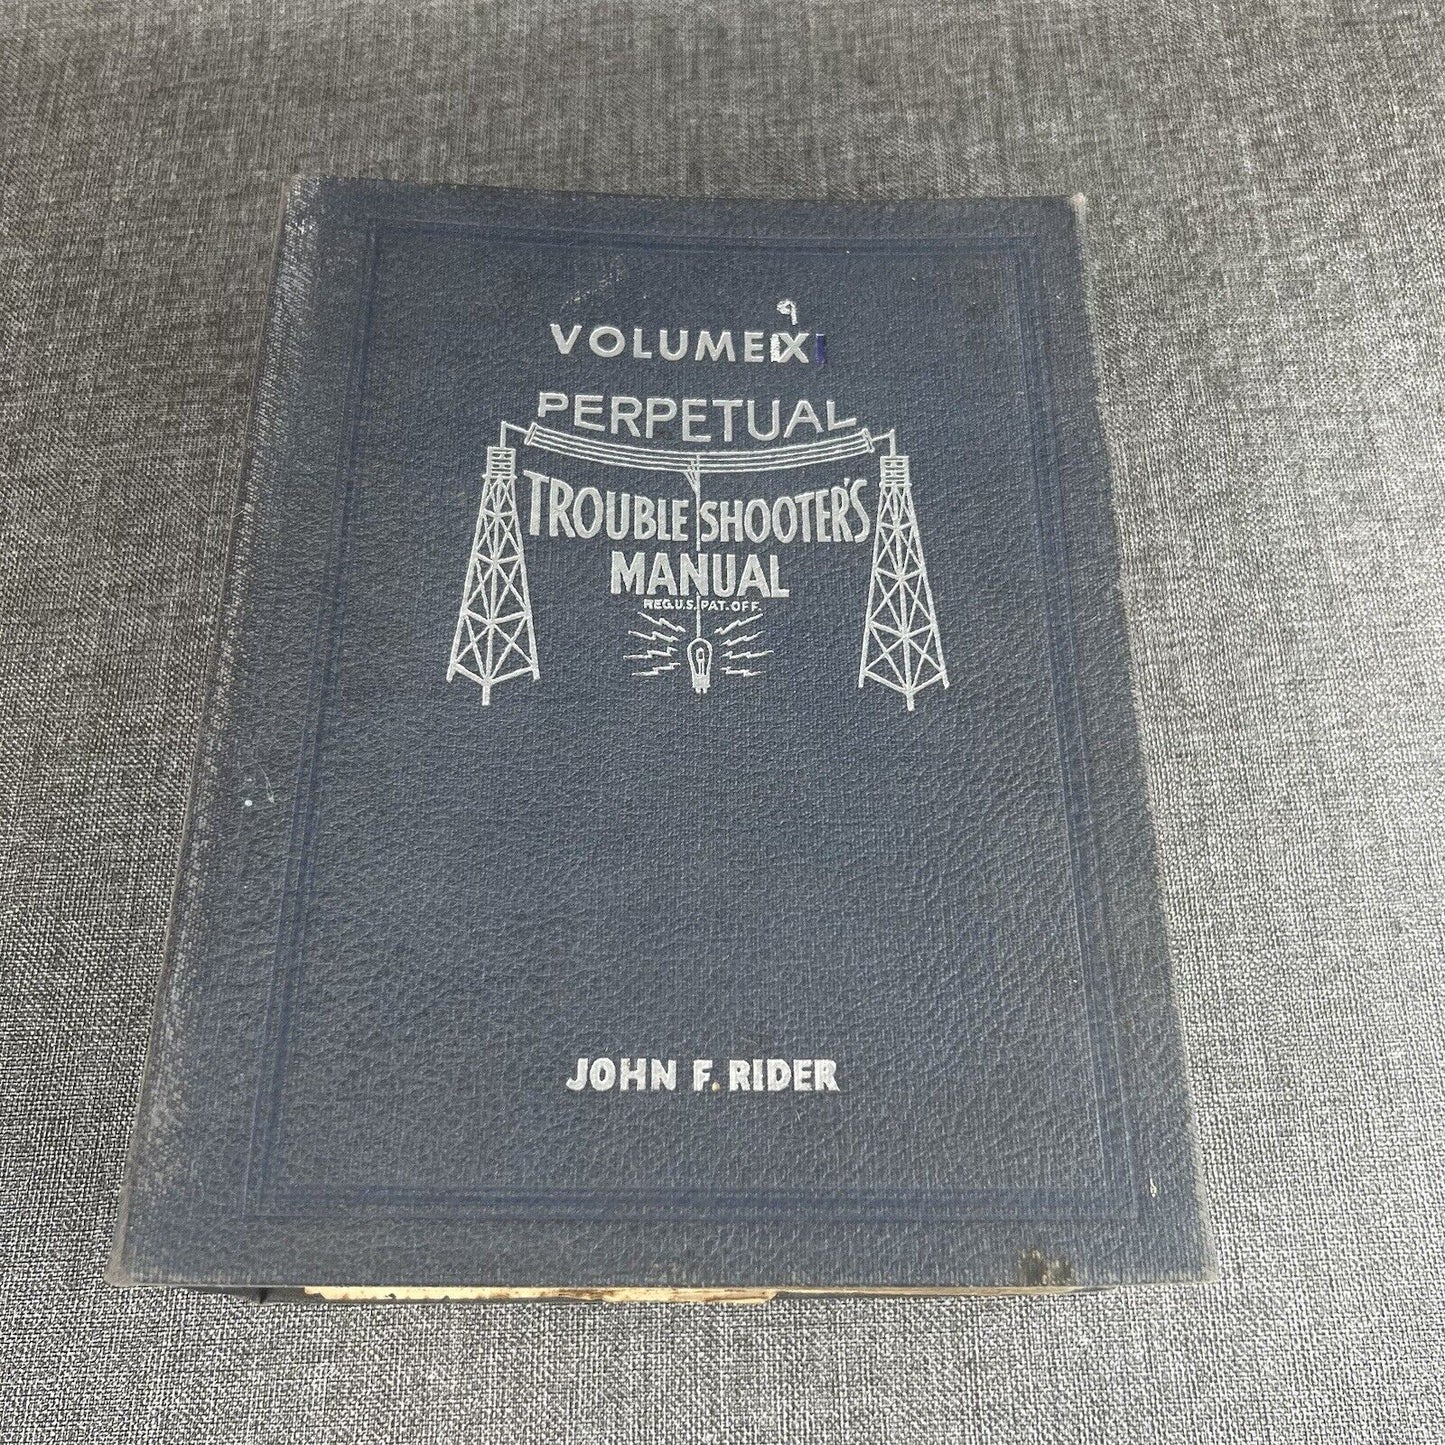 9
VOLUME IX
PERPETUAL
TROUBLE SHOOTER'S
MANUAL
REG.U.S. PAT. OFF.
JOHN F. RIDER